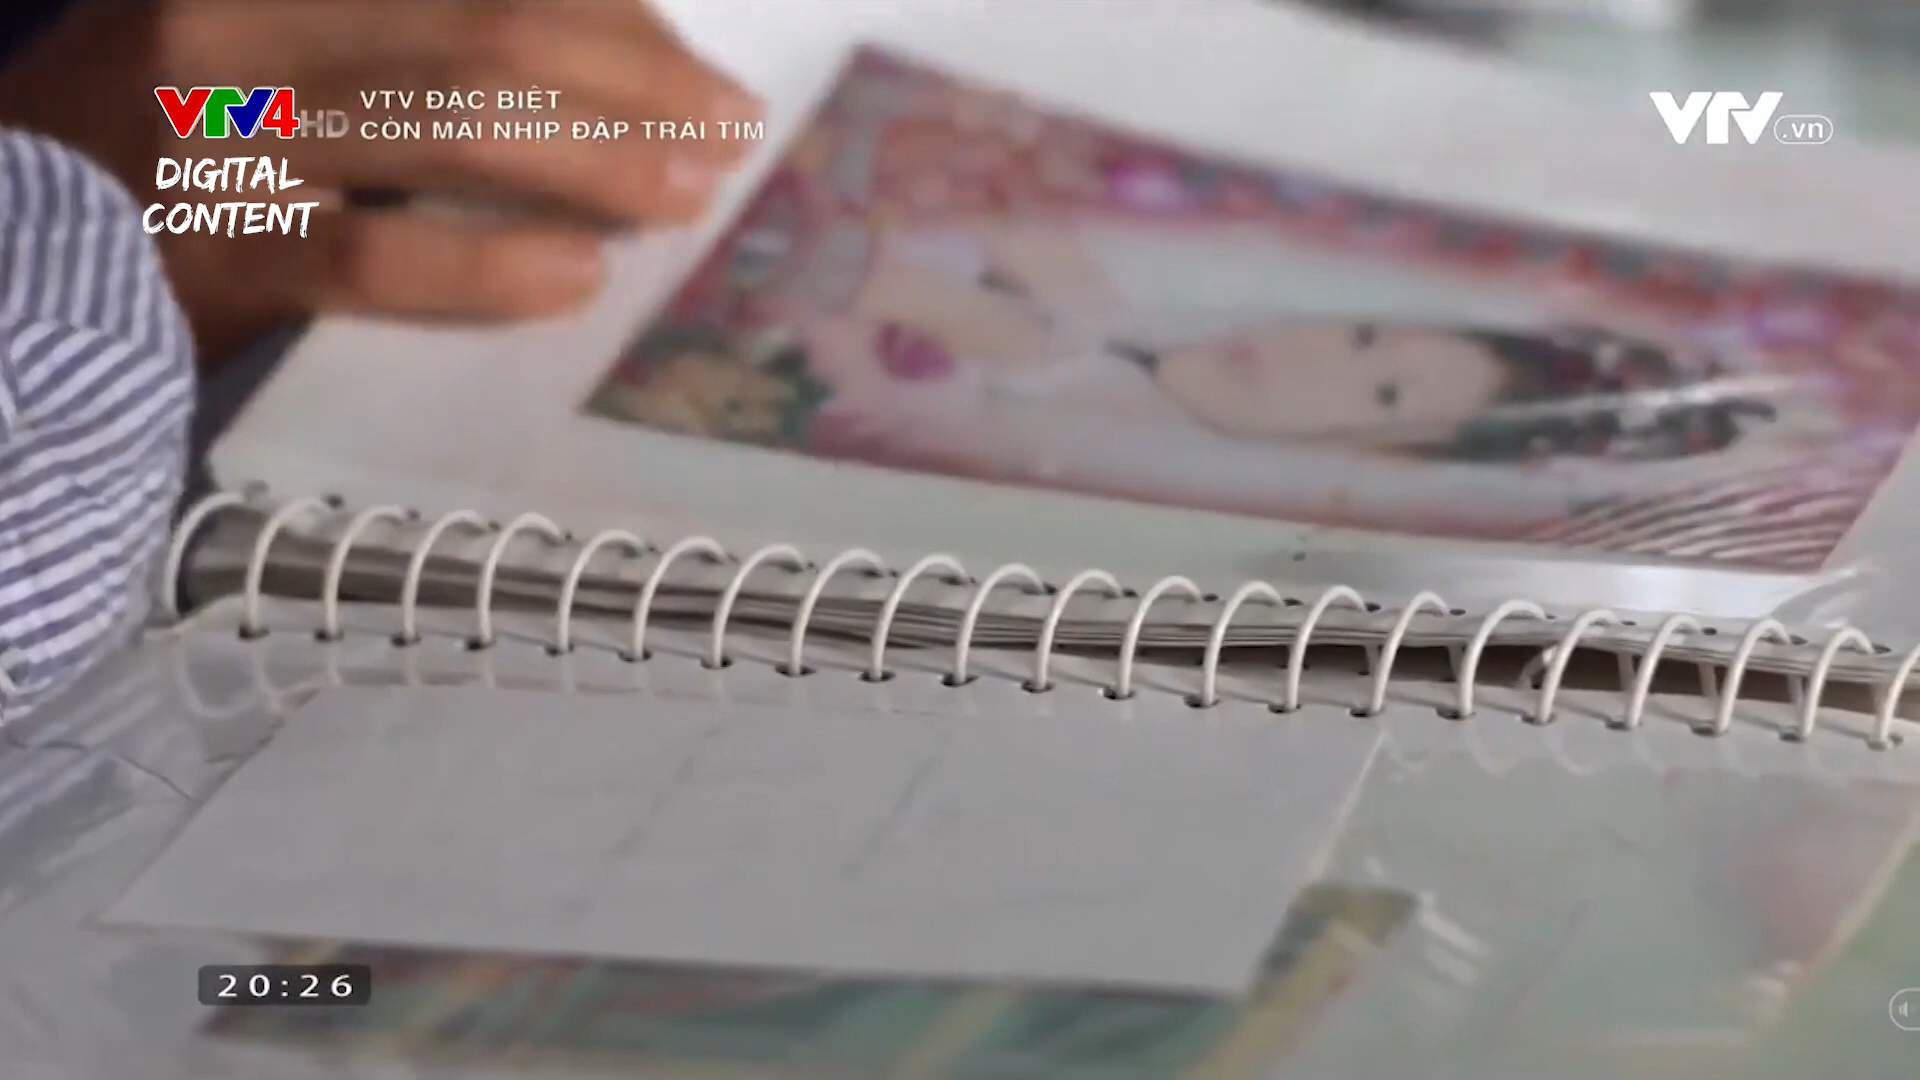 VTV4 HD
VTV ĐẶC BIỆT
CÒN MÃI NHỊP ĐẬP TRÁI TIM
DIGITAL
CONTENT
VTV.vn
20:26